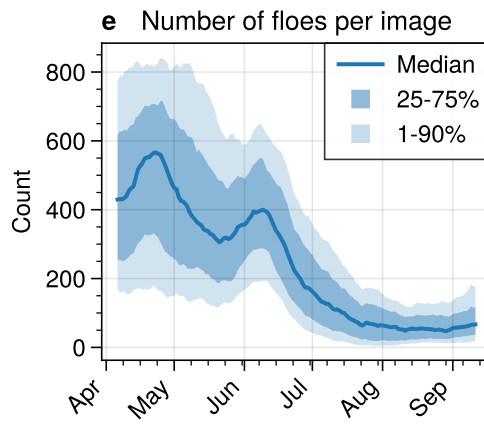 e Number of floes per image
Median
25-75%
1-90%
Count
800
600
400
200
0
Apr
May
Jun
Jul
Aug
Sep